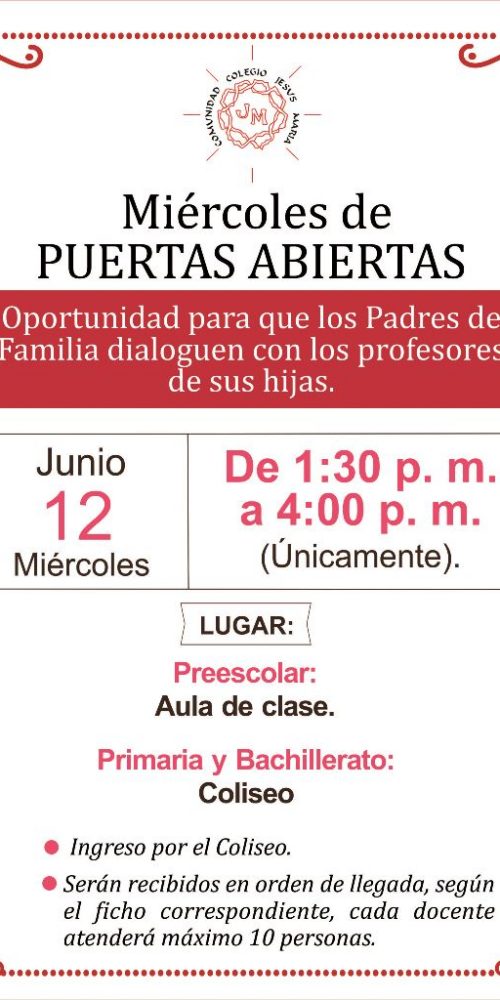 COMUNIDAD COLEGIO JESUS MARIA
JM
Miércoles de
PUERTAS ABIERTAS
Oportunidad para que los Padres de
Familia dialoguen con los profesores
de sus hijas.
Junio
12
Miércoles
De 1:30 p. m.
a 4:00 p. m.
(Únicamente).
LUGAR:
Preescolar:
Aula de clase.
Primaria y Bachillerato:
Coliseo
Ingreso por el Coliseo.
Serán recibidos en orden de llegada, según
el ficho correspondiente, cada docente
atenderá máximo 10 personas.